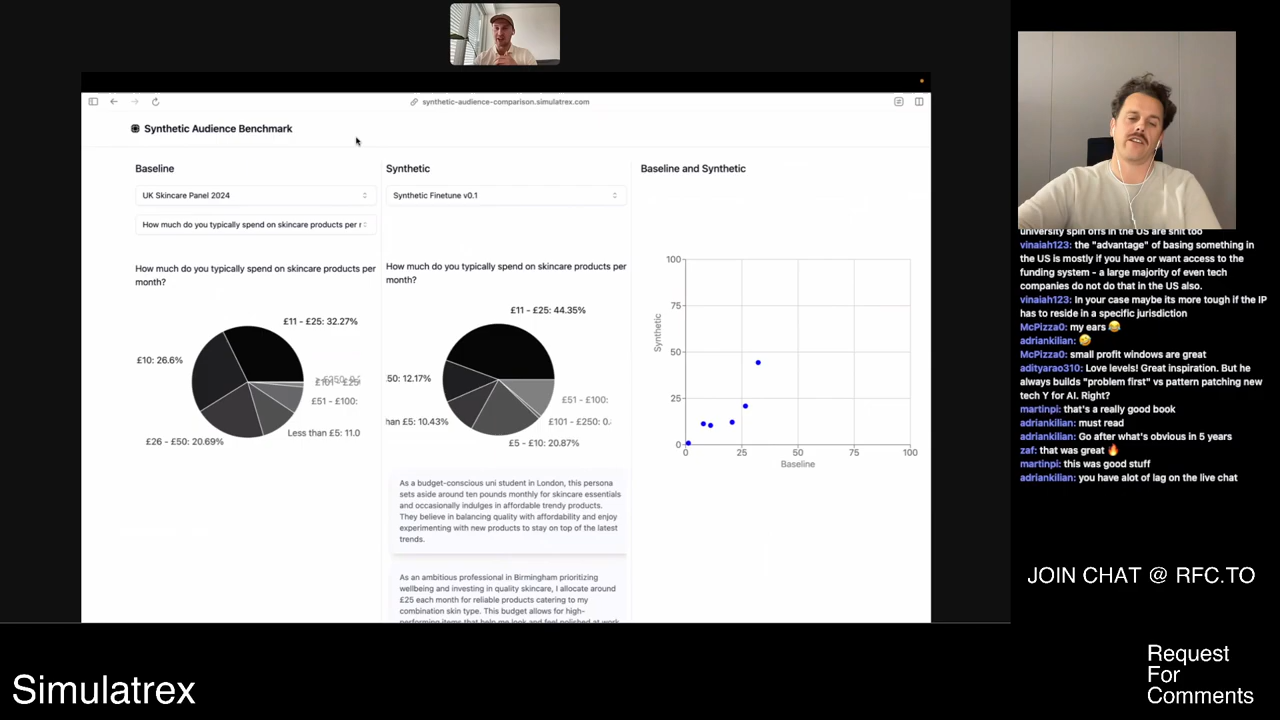 synthetic-audience-comparison.simulatrex.com
Synthetic Audience Benchmark
Baseline
UK Skincare Panel 2024
How much do you typically spend on skincare products per
How much do you typically spend on skincare products per
month?
£11 - £25: 32.27%
£10: 26.6%
£51 - £100:
Less than £5: 11.0
£26 - £50: 20.69%
Synthetic
Synthetic Finetune v0.1
How much do you typically spend on skincare products per
month?
£11 - £25: 44.35%
50: 12.17%
£51 - £100:
han £5: 10.43%
£101 - £250: 0.
£5 - £10: 20.87%
As a budget-conscious uni student in London, this persona
sets aside around ten pounds monthly for skincare essentials
and occasionally indulges in affordable trendy products.
They believe in balancing quality with affordability and enjoy
experimenting with new products to stay on top of the latest
trends.
As an ambitious professional in Birmingham prioritizing
wellbeing and investing in quality skincare, I allocate around
£25 each month for reliable products catering to my
combination skin type. This budget allows for high-
performing items that help me look and feel polished at work
Baseline and Synthetic
100
75
50
25
0
Synthetic
0 25 50 75 100
Baseline
university spin offs in the US are shit too
vinaiah123: the "advantage" of basing something in
the US is mostly if you have or want access to the
funding system - a large majority of even tech
companies do not do that in the US also.
vinaiah123: In your case maybe its more tough if the IP
has to reside in a specific jurisdiction
McPizza0: my ears 😂
adriankilian: 🤣
McPizza0: small profit windows are great
adityarao310: Love levels! Great inspiration. But he
always builds "problem first" vs pattern patching new
tech Y for AI. Right?
martinpi: that's a really good book
adriankilian: must read
adriankilian: Go after what's obvious in 5 years
zaf: that was great 🔥
martinpi: this was good stuff
adriankilian: you have alot of lag on the live chat
JOIN CHAT @ RFC.TO
Simulatrex
Request
For
Comments